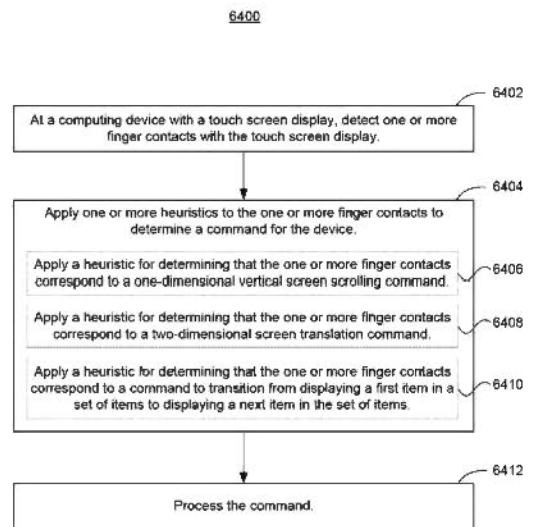 6400
6402
At a computing device with a touch screen display, detect one or more
finger contacts with the touch screen display.
6404
Apply one or more heuristics to the one or more finger contacts to
determine a command for the device.
Apply a heuristic for determining that the one or more finger contacts
correspond to a one-dimensional vertical screen scrolling command.
6406
Apply a heuristic for determining that the one or more finger contacts
correspond to a two-dimensional screen translation command.
6408
Apply a heuristic for determining that the one or more finger contacts
correspond to a command to transition from displaying a first item in a
set of items to displaying a next item in the set of items.
6410
6412
Process the command.